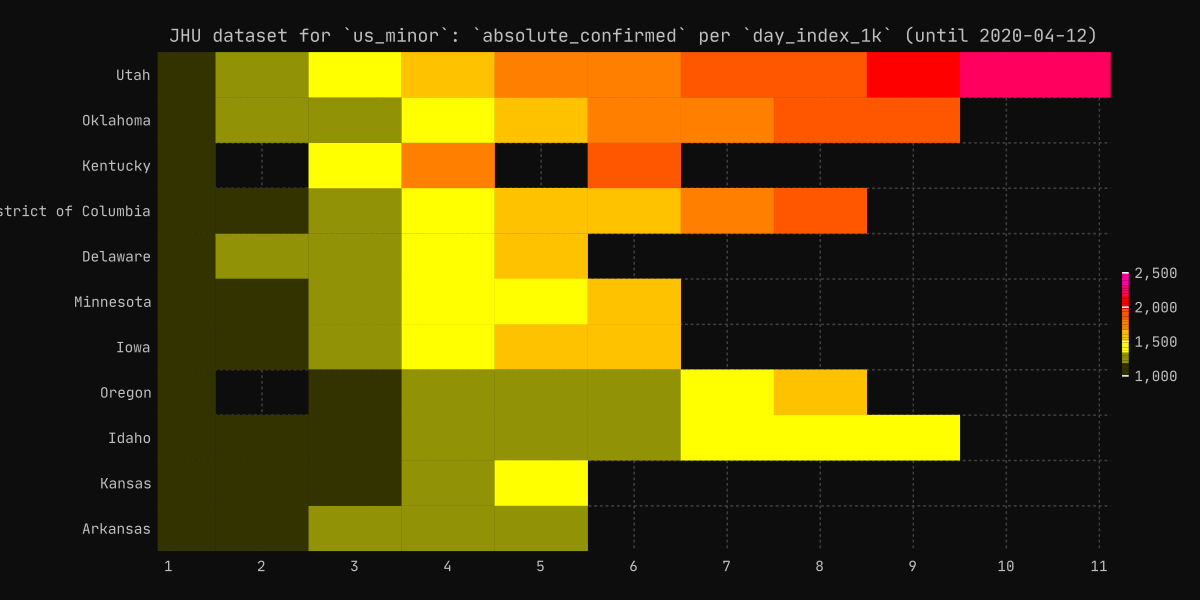 JHU dataset for `us_minor`: `absolute_confirmed` per `day_index_1k` (until 2020-04-12)
Utah
Oklahoma
Kentucky
strict of Columbia
Delaware
Minnesota
Iowa
Oregon
Idaho
Kansas
Arkansas
1 2 3 4 5 6 7 8 9 10 11
2,500
2,000
1,500
1,000